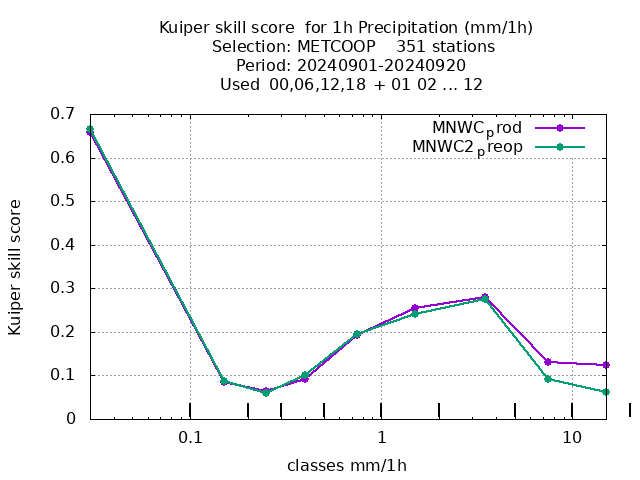 Kuiper skill score  for 1h Precipitation (mm/1h)
Selection: METCOOP    351 stations
Period: 20240901-20240920
Used  00,06,12,18  + 01 02 ... 12
MNWCprod
MNWC2preop
0.7
0.6
0.5
0.4
0.3
0.2
0.1
0
Kuiper skill score
0.1 1 10
classes mm/1h